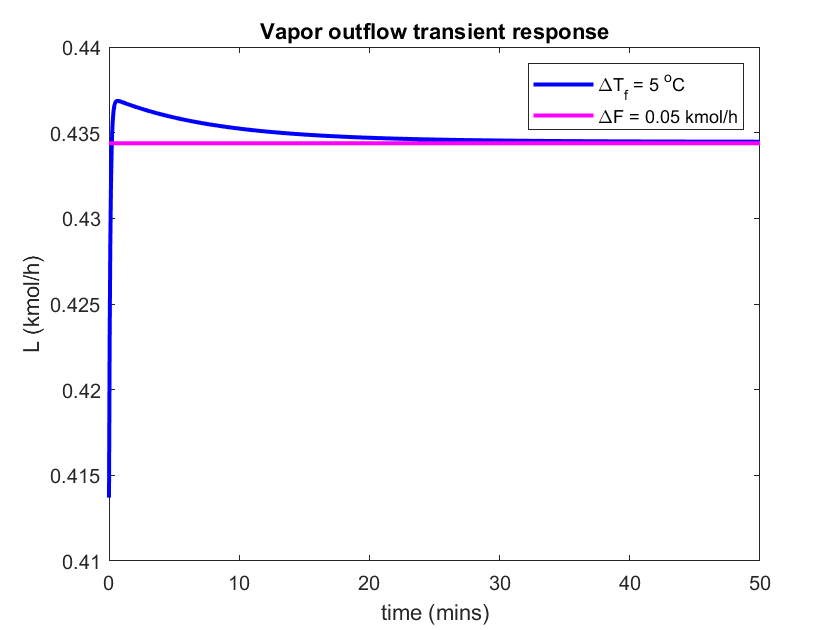 Vapor outflow transient response
0.44
0.435
0.43
0.425
0.42
0.415
0.41
L (kmol/h)
ΔT_f = 5 °C
ΔF = 0.05 kmol/h
0 10 20 30 40 50
time (mins)